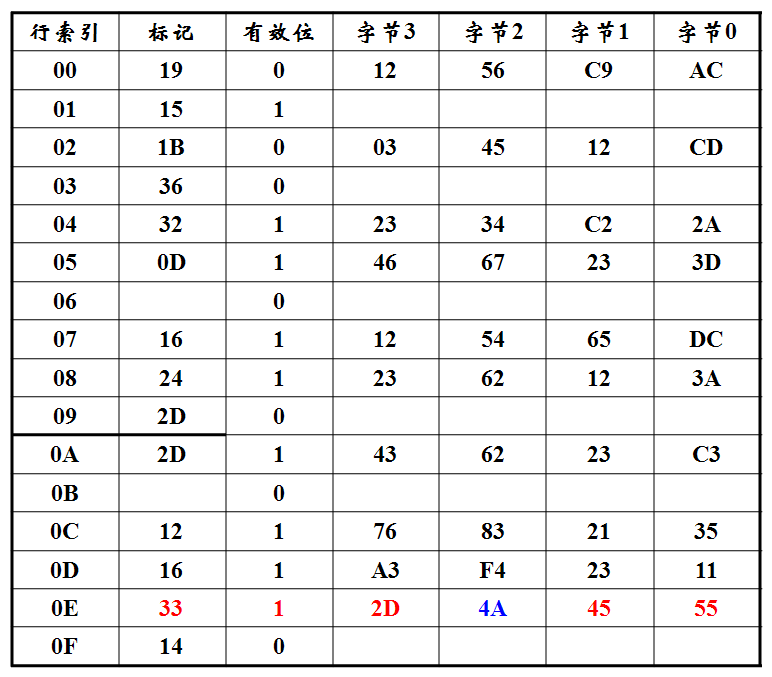 行索引 标记 有效位 字节3 字节2 字节1 字节0
00 19 0 12 56 C9 AC
01 15 1
02 1B 0 03 45 12 CD
03 36 0
04 32 1 23 34 C2 2A
05 0D 1 46 67 23 3D
06 0
07 16 1 12 54 65 DC
08 24 1 23 62 12 3A
09 2D 0
0A 2D 1 43 62 23 C3
0B 0
0C 12 1 76 83 21 35
0D 16 1 A3 F4 23 11
0E 33 1 2D 4A 45 55
0F 14 0